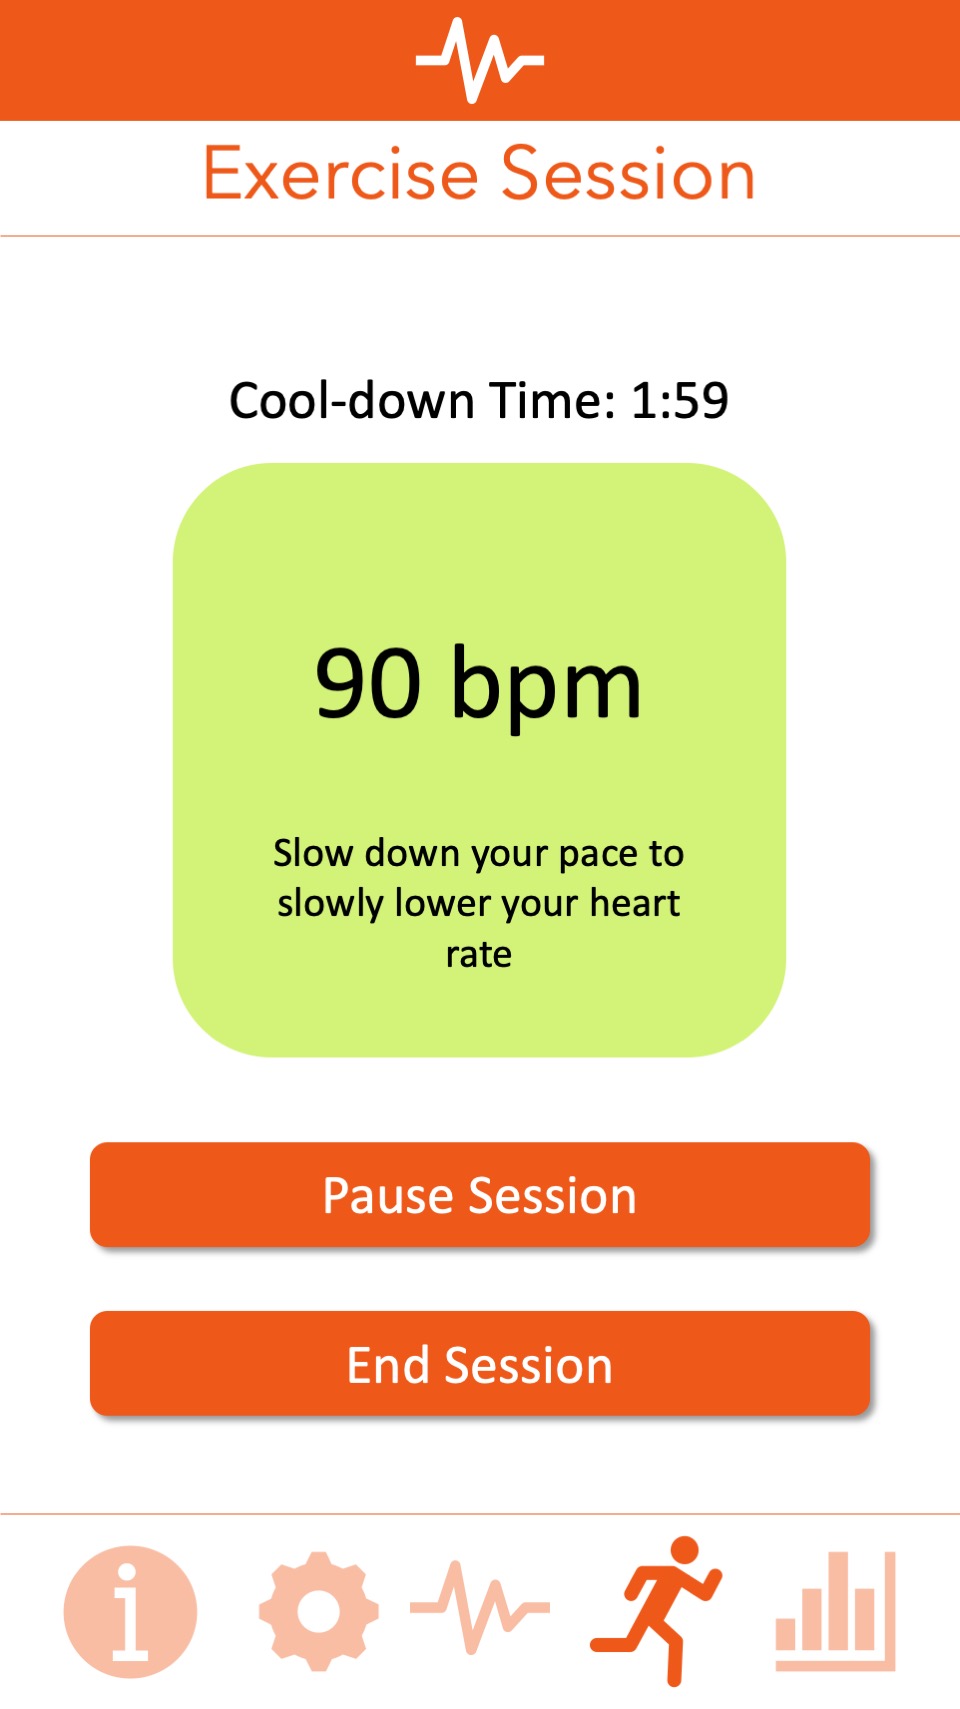 Exercise Session
Cool-down Time: 1:59
90 bpm
Slow down your pace to
slowly lower your heart
rate
Pause Session
End Session
i